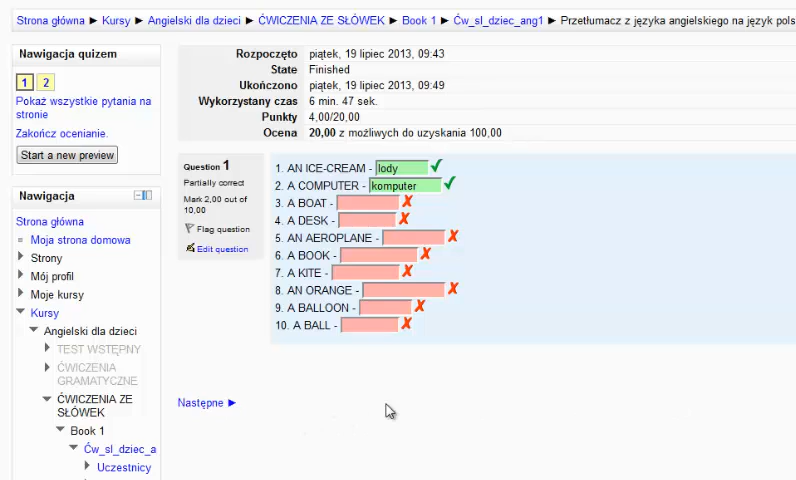 Strona główna ► Kursy ► Angielski dla dzieci ► ĆWICZENIA ZE SŁÓWEK ► Book 1 ► Ćw_sl_dziec_ang1 ► Przetłumacz z języka angielskiego na język pols
Nawigacja quizem
1 2
Pokaż wszystkie pytania na
stronie
Zakończ ocenianie.
Start a new preview
Nawigacja
Strona główna
Moja strona domowa
Strony
Mój profil
Moje kursy
Kursy
Angielski dla dzieci
TEST WSTĘPNY
ĆWICZENIA
GRAMATYCZNE
ĆWICZENIA ZE
SŁÓWEK
Book 1
Ćw_sl_dziec_a
Uczestnicy
Rozpoczęto piątek, 19 lipiec 2013, 09:43
State Finished
Ukończono piątek, 19 lipiec 2013, 09:49
Wykorzystany czas 6 min. 47 sek.
Punkty 4,00/20,00
Ocena 20,00 z możliwych do uzyskania 100,00
Question 1
Partially correct
Mark 2,00 out of
10,00
Flag question
Edit question
1. AN ICE-CREAM - lody
2. A COMPUTER - komputer
3. A BOAT -
4. A DESK -
5. AN AEROPLANE -
6. A BOOK -
7. A KITE -
8. AN ORANGE -
9. A BALLOON -
10. A BALL -
Następne ►